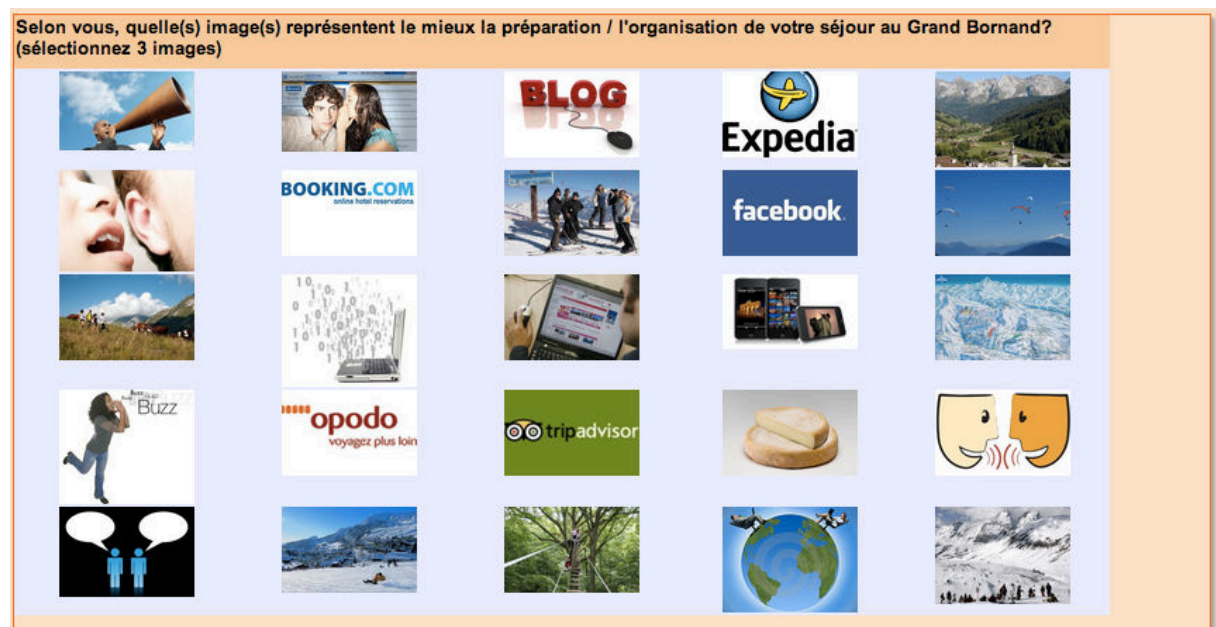 Selon vous, quelle(s) image(s) représentent le mieux la préparation / l'organisation de votre séjour au Grand Bornand?
(sélectionnez 3 images)
BLOG
Expedia
BOOKING.COM
online hotel reservations
facebook.
Buzz
Buzz
opodo
voyagez plus loin
tripadvisor